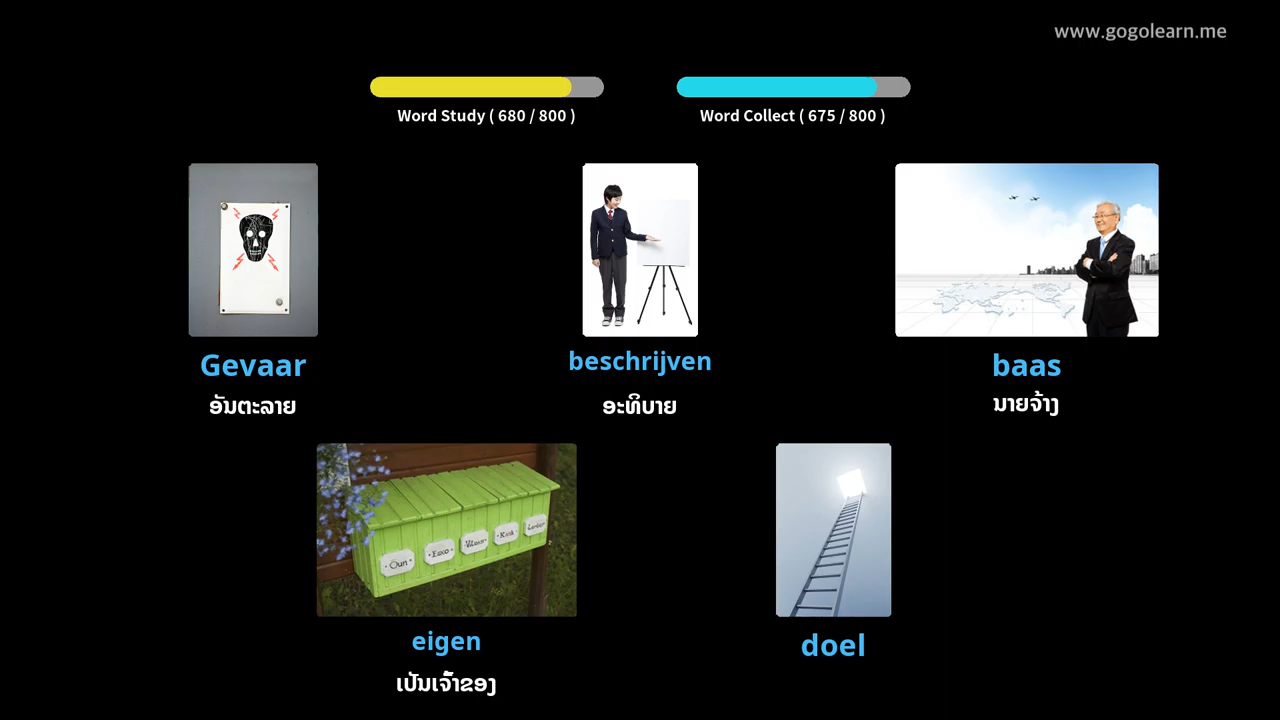 www.gogolearn.me
Word Study ( 680 / 800 )
Word Collect ( 675 / 800 )
Gevaar
ອັນຕະລາຍ
beschrijven
ອະທິບາຍ
baas
ນາຍຈ້າງ
eigen
ເປັນເຈົ້າຂອງ
doel